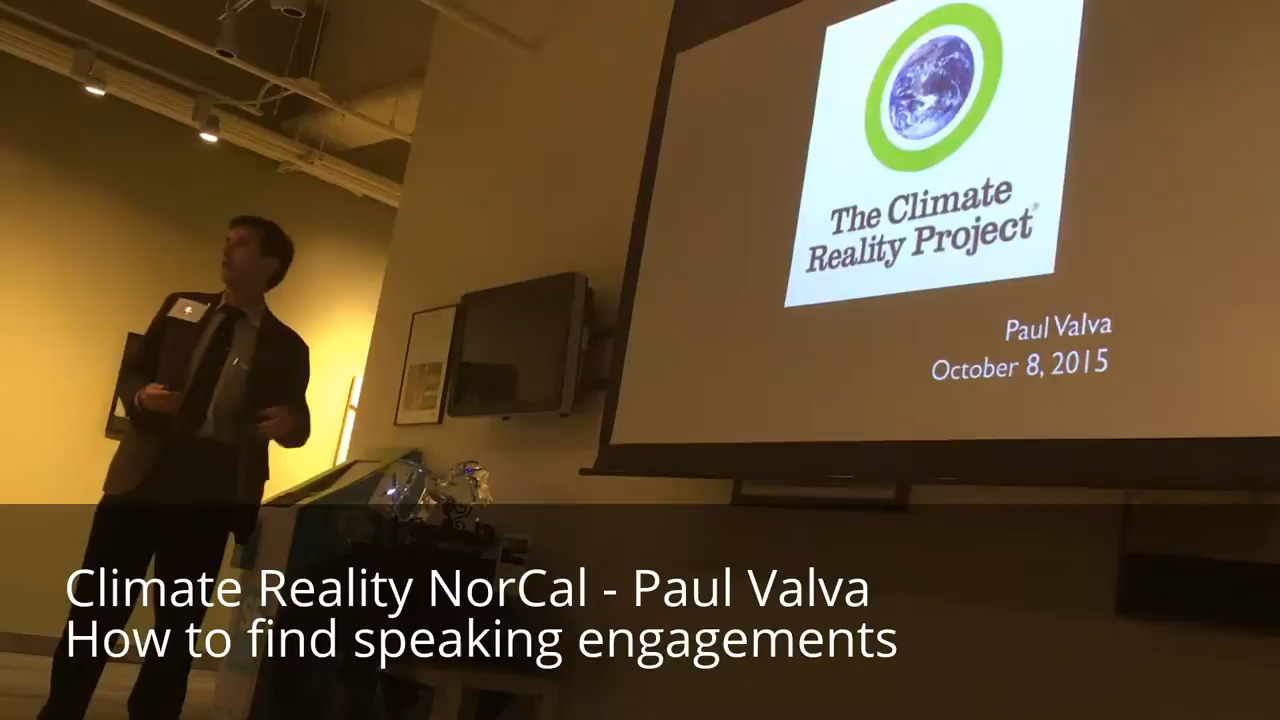 The Climate
Reality Project®
Paul Valva
October 8, 2015
Climate Reality NorCal - Paul Valva
How to find speaking engagements